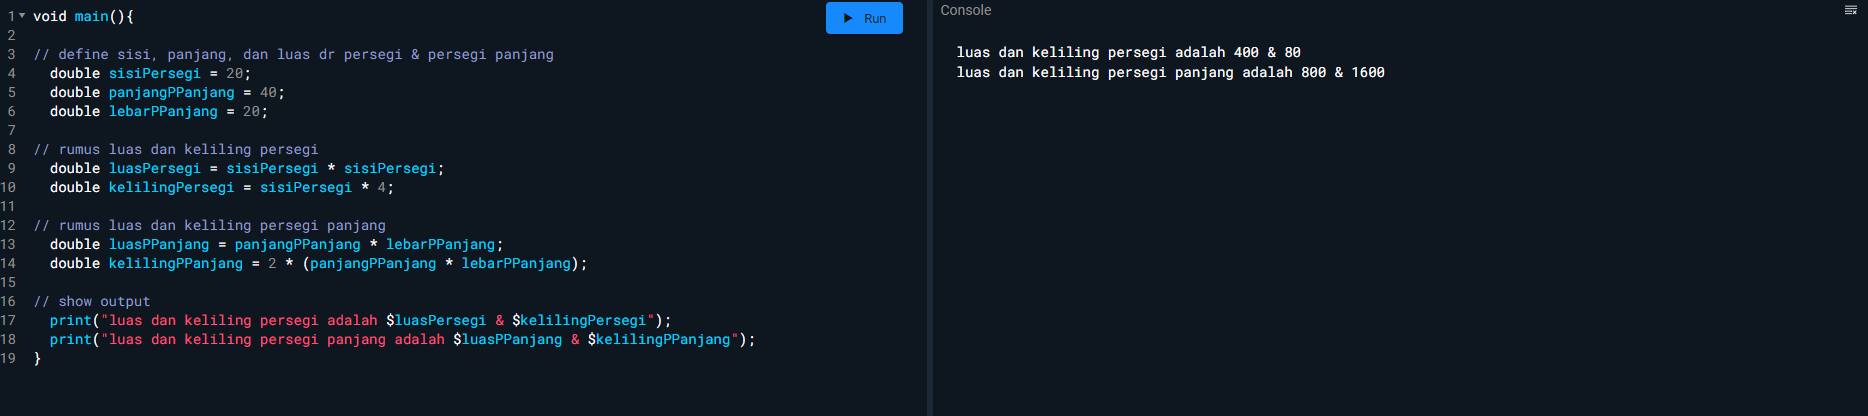 1 void main(){
2
3 // define sisi, panjang, dan luas dr persegi & persegi panjang
4 double sisiPersegi = 20;
5 double panjangPPanjang = 40;
6 double lebarPPanjang = 20;
7
8 // rumus luas dan keliling persegi
9 double luasPersegi = sisiPersegi * sisiPersegi;
10 double kelilingPersegi = sisiPersegi * 4;
11
12 // rumus luas dan keliling persegi panjang
13 double luasPPanjang = panjangPPanjang * lebarPPanjang;
14 double kelilingPPanjang = 2 * (panjangPPanjang * lebarPPanjang);
15
16 // show output
17 print("luas dan keliling persegi adalah $luasPersegi & $kelilingPersegi");
18 print("luas dan keliling persegi panjang adalah $luasPPanjang & $kelilingPPanjang");
19 }
Run
Console
luas dan keliling persegi adalah 400 & 80
luas dan keliling persegi panjang adalah 800 & 1600